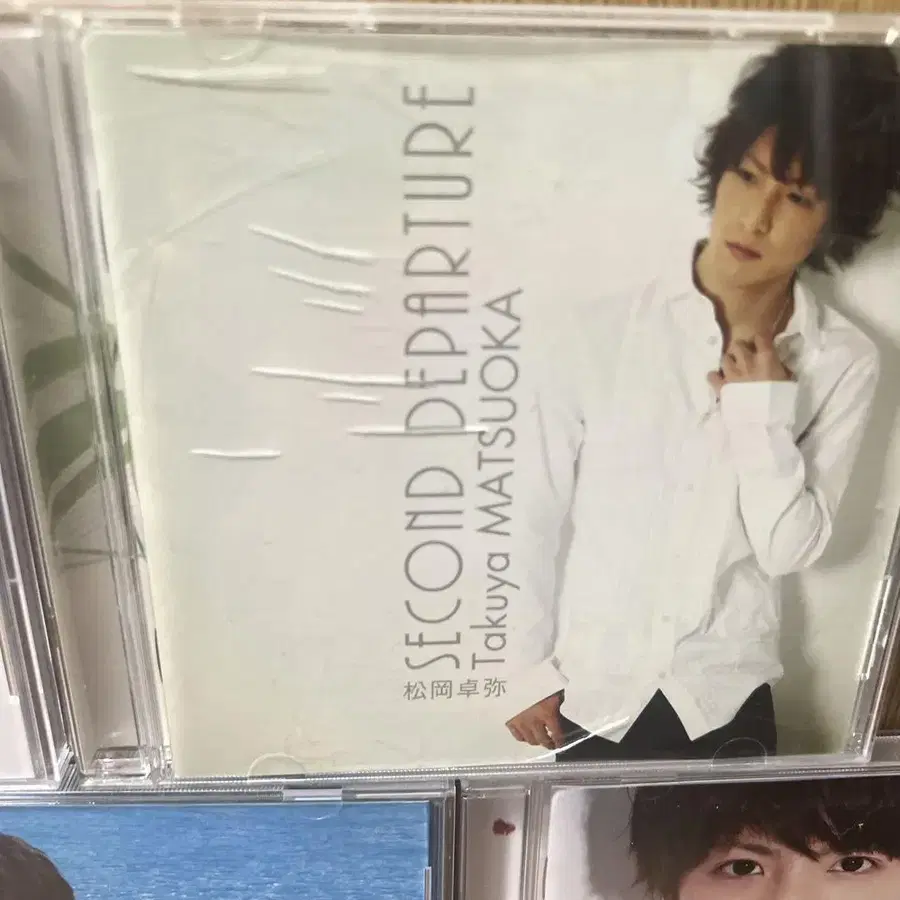 SECOND DEPARTURE
Takuya MATSUOKA
松岡卓弥